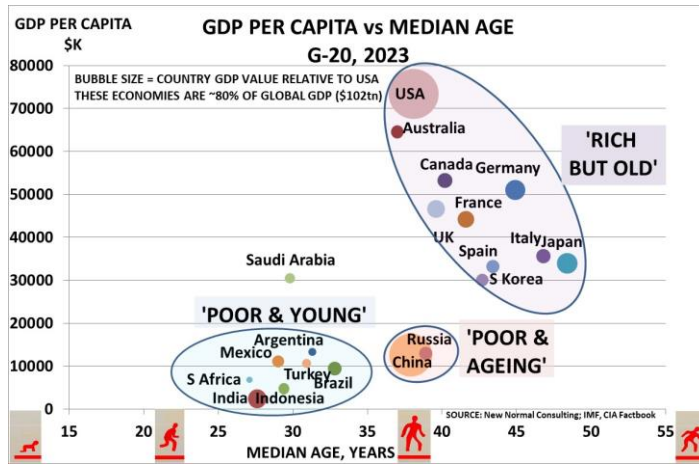 GDP PER CAPITA
$K
GDP PER CAPITA vs MEDIAN AGE
G-20, 2023
BUBBLE SIZE = COUNTRY GDP VALUE RELATIVE TO USA
THESE ECONOMIES ARE ~80% OF GLOBAL GDP ($102tn)
80000
70000
60000
50000
40000
30000
20000
10000
0
USA
Australia
Canada
Germany
France
UK
Spain
Italy
Japan
S Korea
'RICH
BUT OLD'
Saudi Arabia
'POOR & YOUNG'
Argentina
Mexico
Turkey
S Africa
Brazil
India
Indonesia
Russia
China
'POOR &
AGEING'
SOURCE: New Normal Consulting; IMF, CIA Factbook
15
20
25
30
35
40
45
50
55
MEDIAN AGE, YEARS